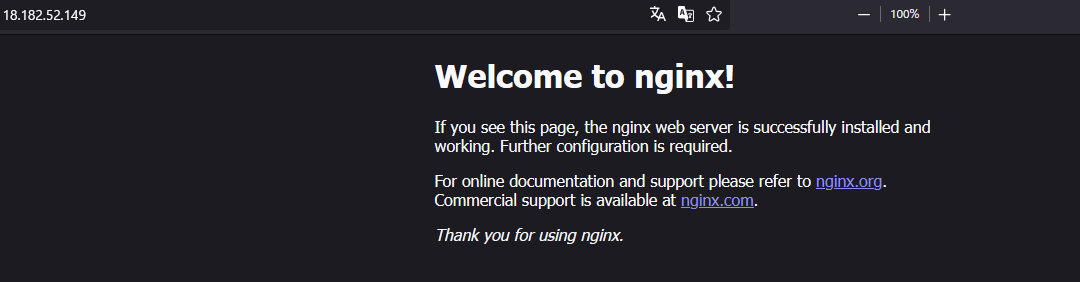 18.182.52.149
100%
Welcome to nginx!
If you see this page, the nginx web server is successfully installed and
working. Further configuration is required.
For online documentation and support please refer to nginx.org.
Commercial support is available at nginx.com.
Thank you for using nginx.